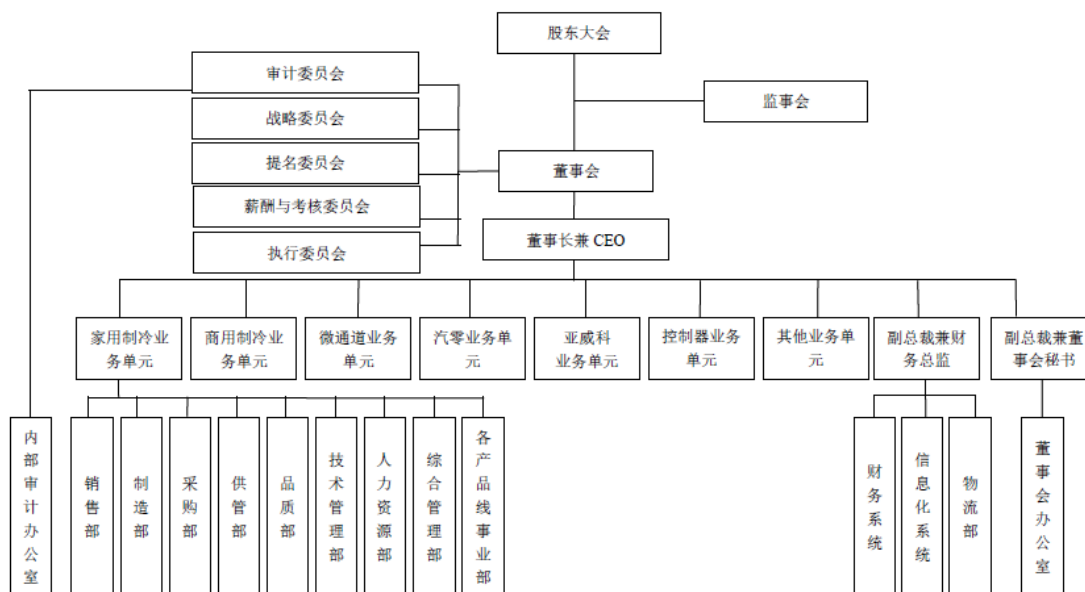 股东大会
审计委员会
监事会
战略委员会
提名委员会
董事会
薪酬与考核委员会
董事长兼 CEO
执行委员会
家用制冷业
务单元
商用制冷业
务单元
微通道业务
单元
汽零业务单
元
亚威科
业务单元
控制器业务
单元
其他业务单
元
副总裁兼财
务总监
副总裁兼董
事会秘书
内部审计办公室
销售部
制造部
采购部
供管部
品质部
技术管理部
人力资源部
综合管理部
各产品线事业部
财务系统
信息化系统
物流部
董事会办公室